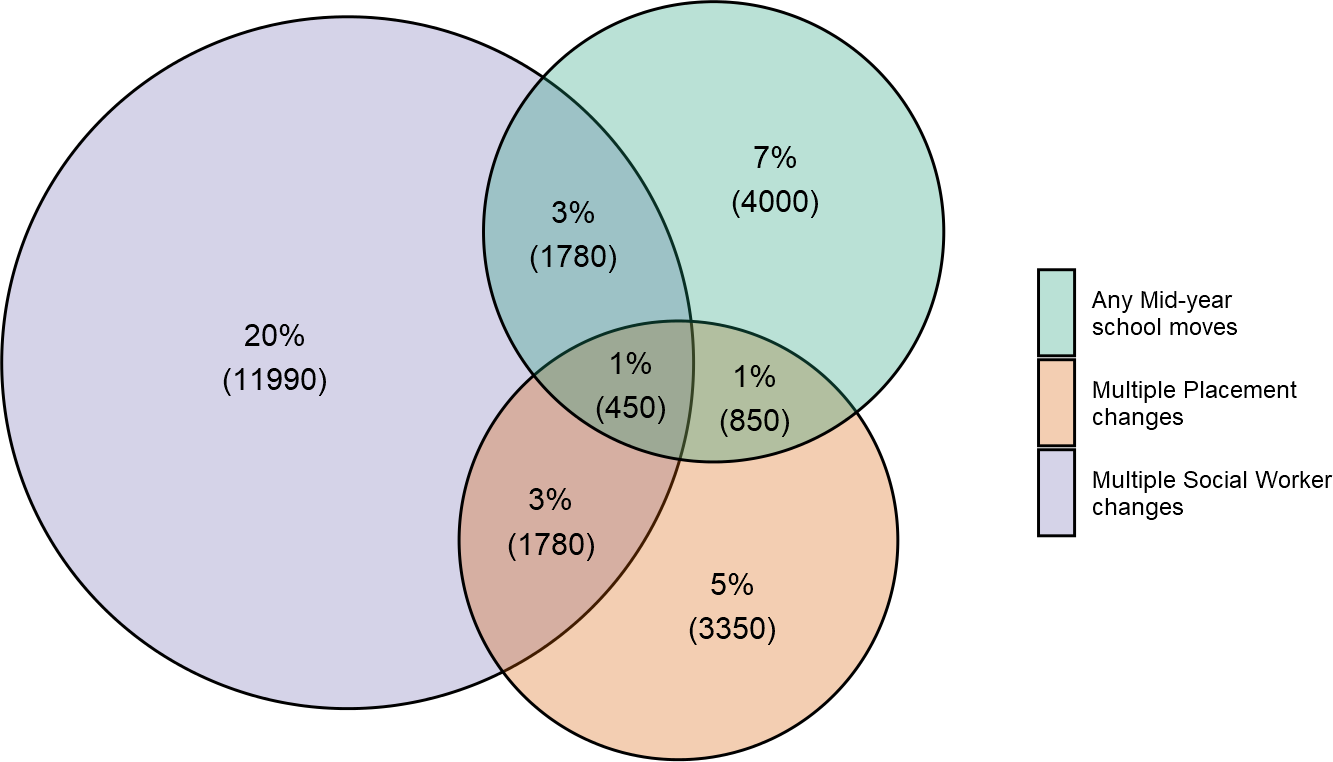 7%
(4000)
3%
(1780)
20%
(11990)
1%
(450)
1%
(850)
3%
(1780)
5%
(3350)
Any Mid-year
school moves
Multiple Placement
changes
Multiple Social Worker
changes